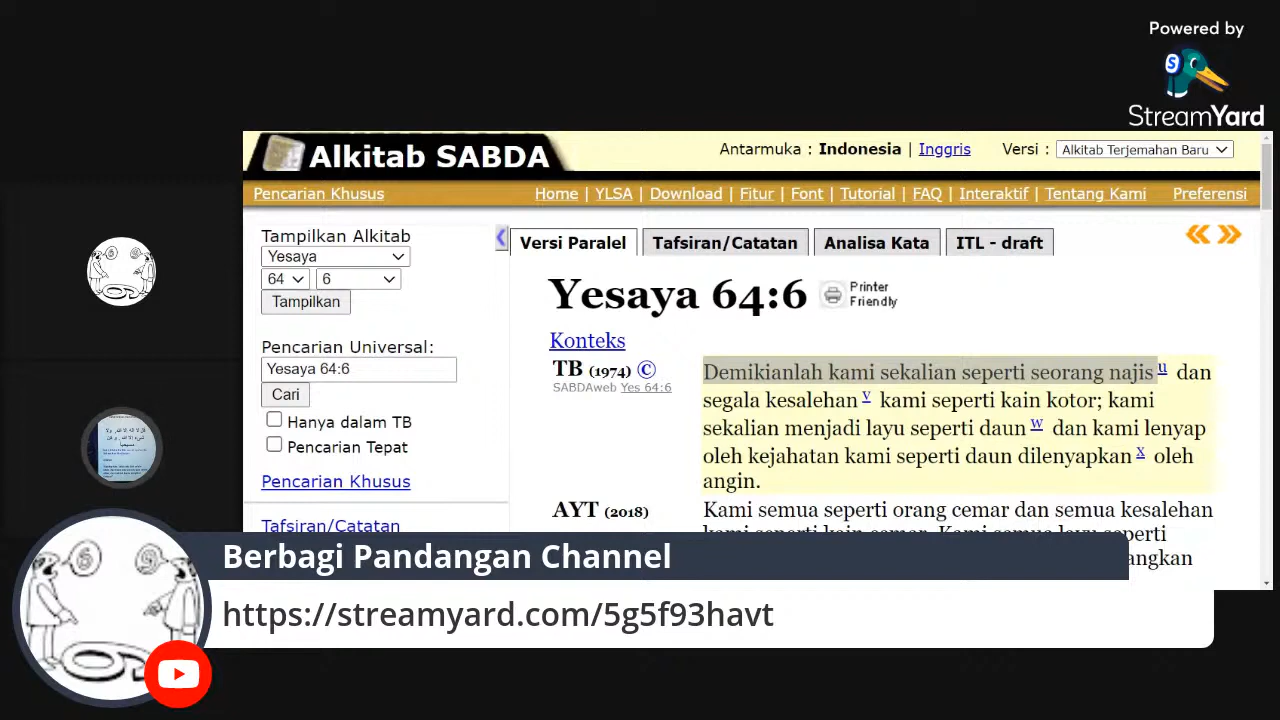 Powered by
StreamYard
Alkitab SABDA
Antarmuka : Indonesia | Inggris Versi : Alkitab Terjemahan Baru
Pencarian Khusus
Home | YLSA | Download | Fitur | Font | Tutorial | FAQ | Interaktif | Tentang Kami Preferensi
Tampilkan Alkitab
Yesaya
64 6
Tampilkan
Pencarian Universal:
Yesaya 64:6
Cari
Hanya dalam TB
Pencarian Tepat
Pencarian Khusus
Tafsiran/Catatan
Versi Paralel Tafsiran/Catatan Analisa Kata ITL - draft
Yesaya 64:6
Printer
Friendly
Konteks
TB (1974) ©
SABDAweb Yes 64:6
Demikianlah kami sekalian seperti seorang najis u dan
segala kesalehan v kami seperti kain kotor; kami
sekalian menjadi layu seperti daun w dan kami lenyap
oleh kejahatan kami seperti daun dilenyapkan x oleh
angin.
AYT (2018)
Kami semua seperti orang cemar dan semua kesalehan
Berbagi Pandangan Channel
https://streamyard.com/5g5f93havt